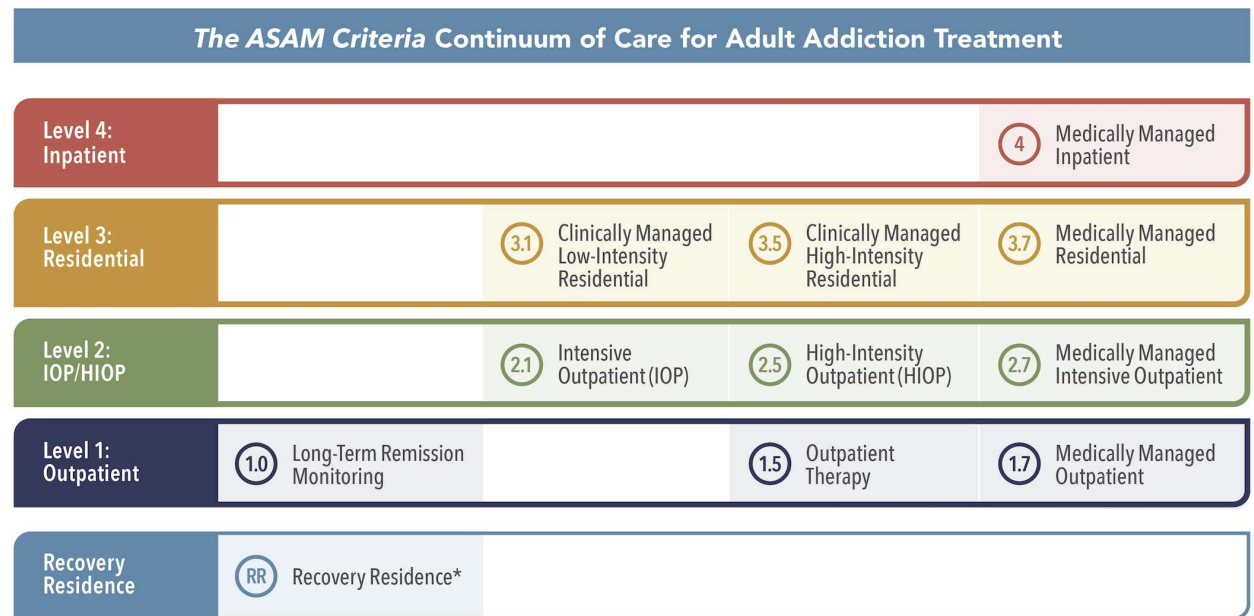 The ASAM Criteria Continuum of Care for Adult Addiction Treatment
Level 4:
Inpatient
4
Medically Managed
Inpatient
Level 3:
Residential
3.1
Clinically Managed
Low-Intensity
Residential
3.5
Clinically Managed
High-Intensity
Residential
3.7
Medically Managed
Residential
Level 2:
IOP/HIOP
2.1
Intensive
Outpatient (IOP)
2.5
High-Intensity
Outpatient (HIOP)
2.7
Medically Managed
Intensive Outpatient
Level 1:
Outpatient
1.0
Long-Term Remission
Monitoring
1.5
Outpatient
Therapy
1.7
Medically Managed
Outpatient
Recovery
Residence
RR
Recovery Residence*